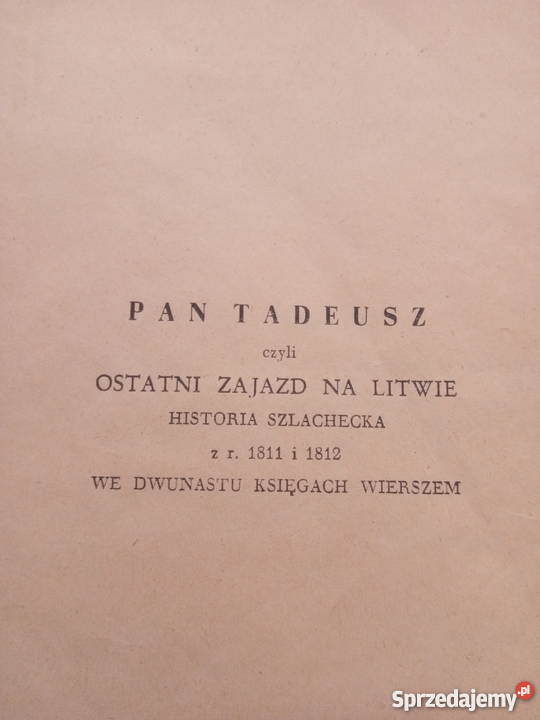 PAN TADEUSZ
czyli
OSTATNI ZAJAZD NA LITWIE
HISTORIA SZLACHECKA
z r. 1811 i 1812
WE DWUNASTU KSIĘGACH WIERSZEM
Sprzedajemy.pl